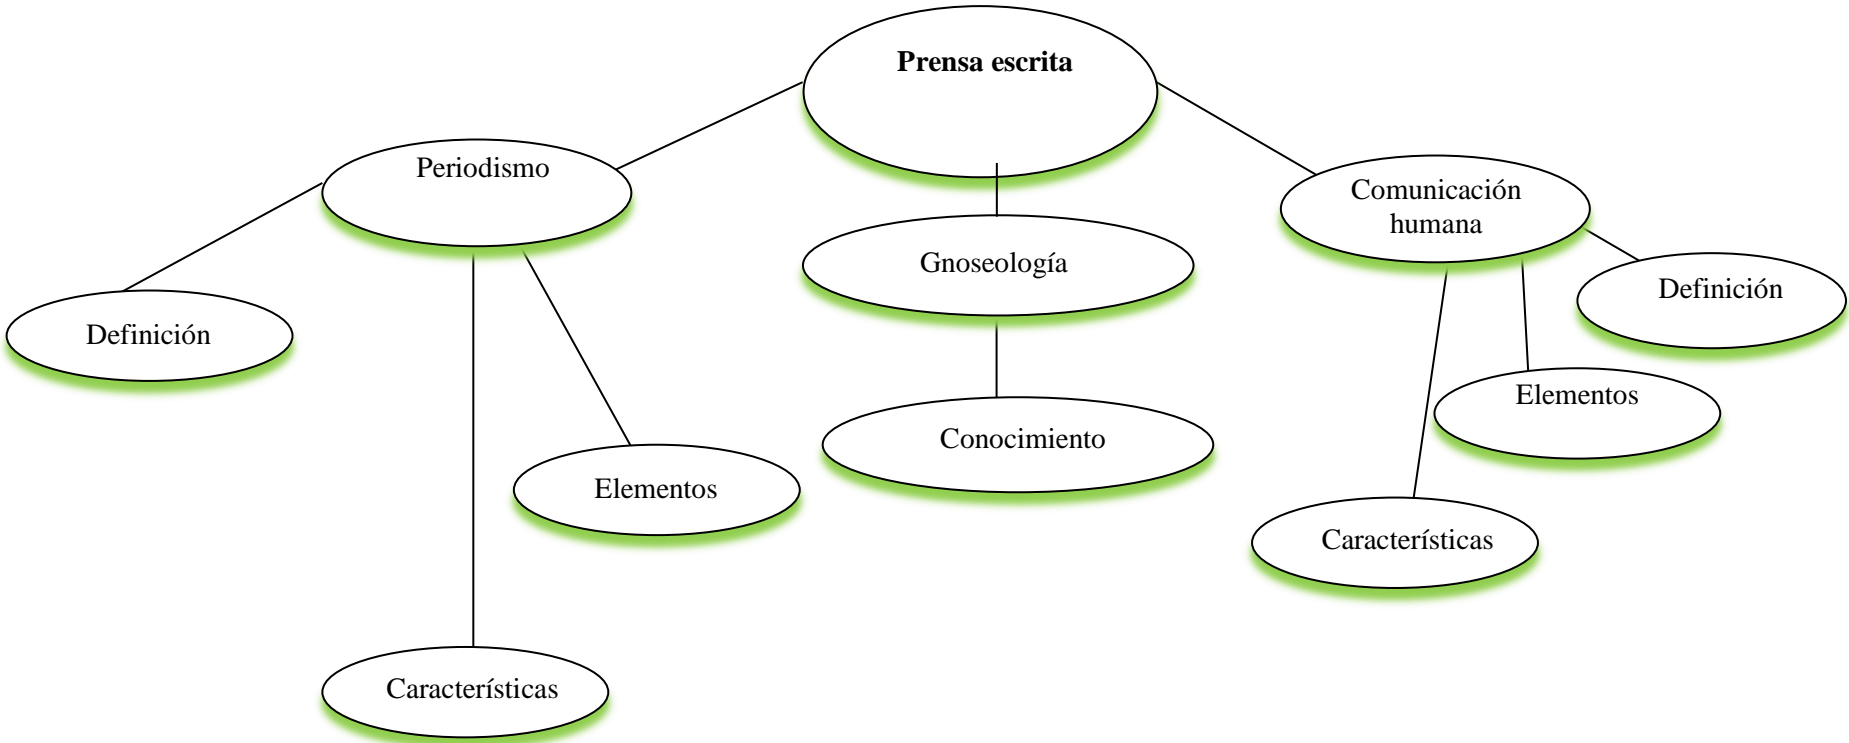 Prensa escrita
Periodismo
Comunicación
humana
Gnoseología
Definición
Definición
Elementos
Conocimiento
Elementos
Características
Características